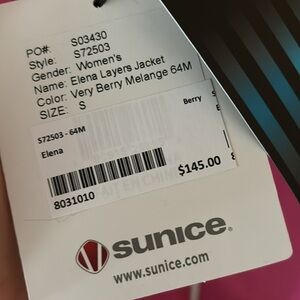 PO#: S03430
Style: S72503
Gender: Women's
Name: Elena Layers Jacket
Color: Very Berry Melange 64M
SIZE: S
S72503 - 64M Berry S
Elena
8031010 $145.00
sunice
www.sunice.com